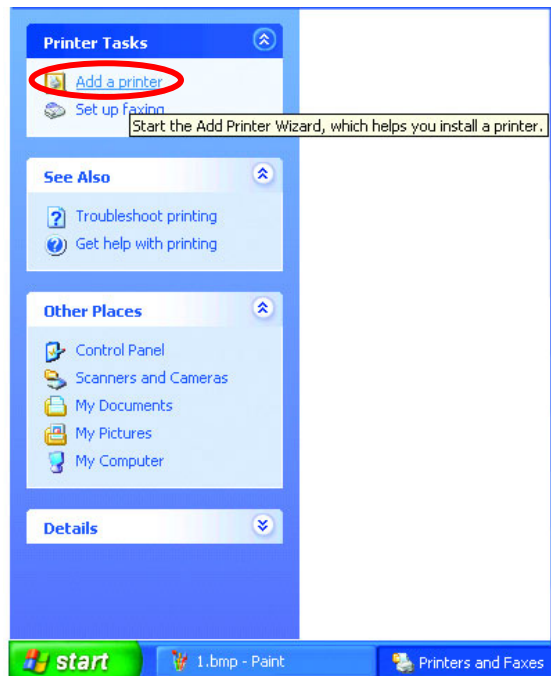 Printer Tasks
Add a printer
Set up faxing
Start the Add Printer Wizard, which helps you install a printer.
See Also
Troubleshoot printing
Get help with printing
Other Places
Control Panel
Scanners and Cameras
My Documents
My Pictures
My Computer
Details
start
1.bmp - Paint
Printers and Faxes